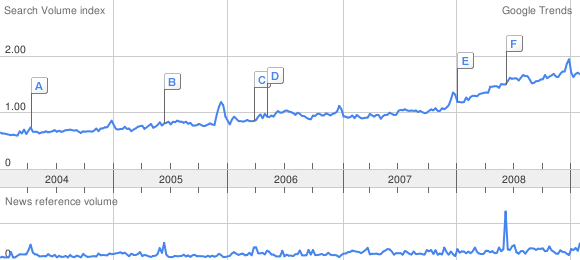 Search Volume index Google Trends
2.00
F
E
D
C
B
A
1.00
0
2004 2005 2006 2007 2008
News reference volume
0